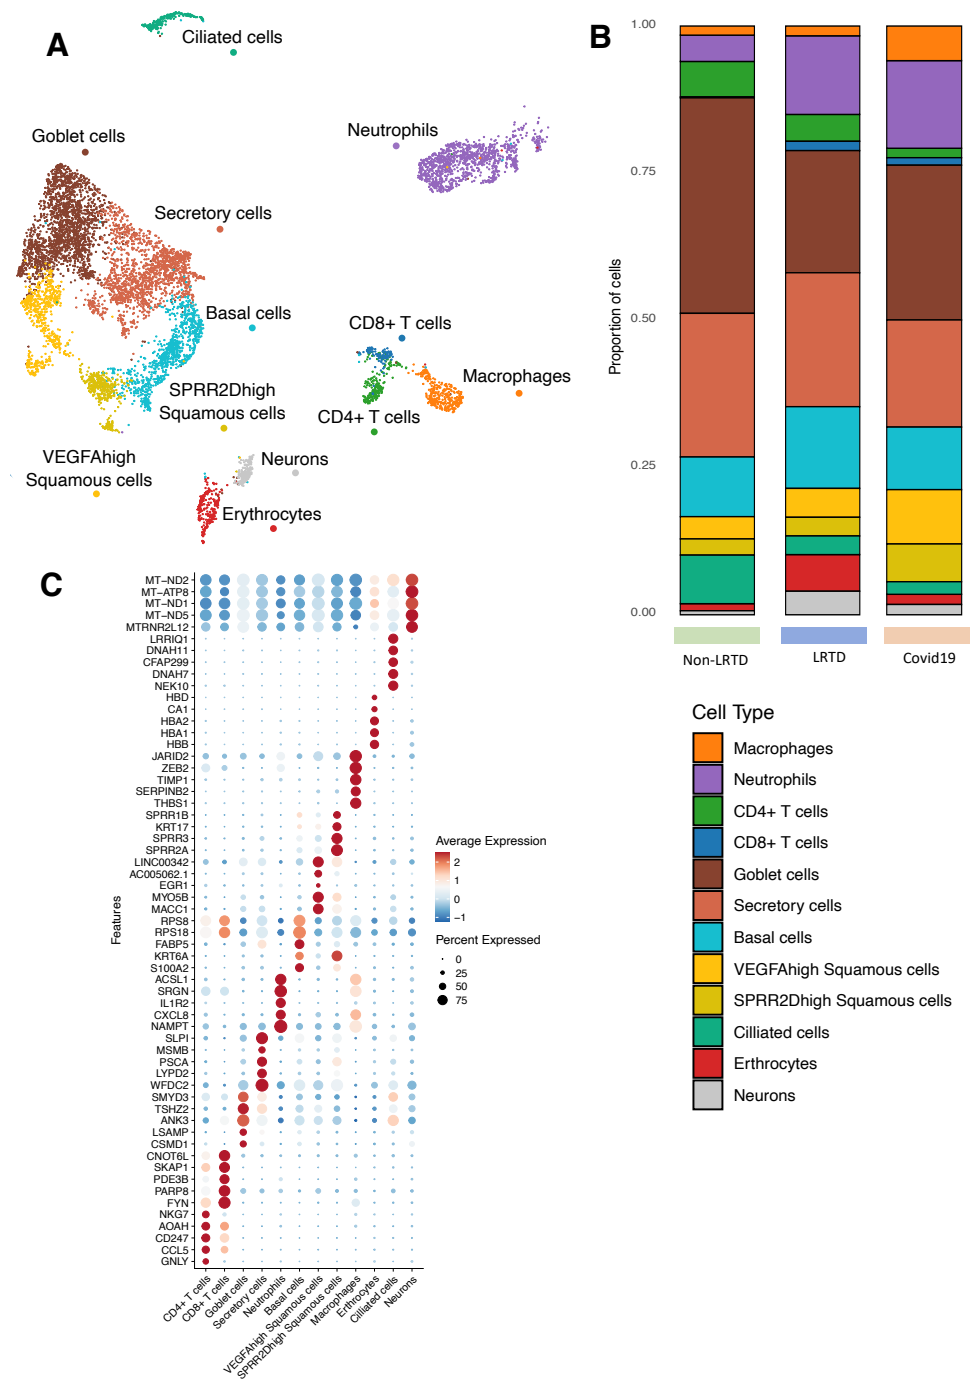 A
Ciliated cells
Goblet cells
Neutrophils
Secretory cells
Basal cells
CD8+ T cells
Macrophages
SPRR2Dhigh
Squamous cells
CD4+ T cells
VEGFAhigh
Squamous cells
Neurons
Erythrocytes
B
Proportion of cells
1.00
0.75
0.50
0.25
0.00
Non-LRTD
LRTD
Covid19
Cell Type
Macrophages
Neutrophils
CD4+ T cells
CD8+ T cells
Goblet cells
Secretory cells
Basal cells
VEGFAhigh Squamous cells
SPRR2Dhigh Squamous cells
Cilliated cells
Erthrocytes
Neurons
C
Features
MT−ND2
MT−ATP8
MT−ND1
MT−ND5
MTRNR2L12
LRRIQ1
DNAH11
CFAP299
DNAH7
NEK10
HBD
CA1
HBA2
HBA1
HBB
JARID2
ZEB2
TIMP1
SERPINB2
THBS1
SPRR1B
KRT17
SPRR3
SPRR2A
LINC00342
AC005062.1
EGR1
MYO5B
MACC1
RPS8
RPS18
FABP5
KRT6A
S100A2
ACSL1
SRGN
IL1R2
CXCL8
NAMPT
SLPI
MSMB
PSCA
LYPD2
WFDC2
SMYD3
TSHZ2
ANK3
LSAMP
CSMD1
CNOT6L
SKAP1
PDE3B
PARP8
FYN
NKG7
AOAH
CD247
CCL5
GNLY
CD4+ T cells
CD8+ T cells
Goblet cells
Secretory cells
Neutrophils
Basal cells
VEGFAhigh Squamous cells
SPRR2Dhigh Squamous cells
Macrophages
Erthrocytes
Cilliated cells
Neurons
Average Expression
2
1
0
−1
Percent Expressed
0
25
50
75